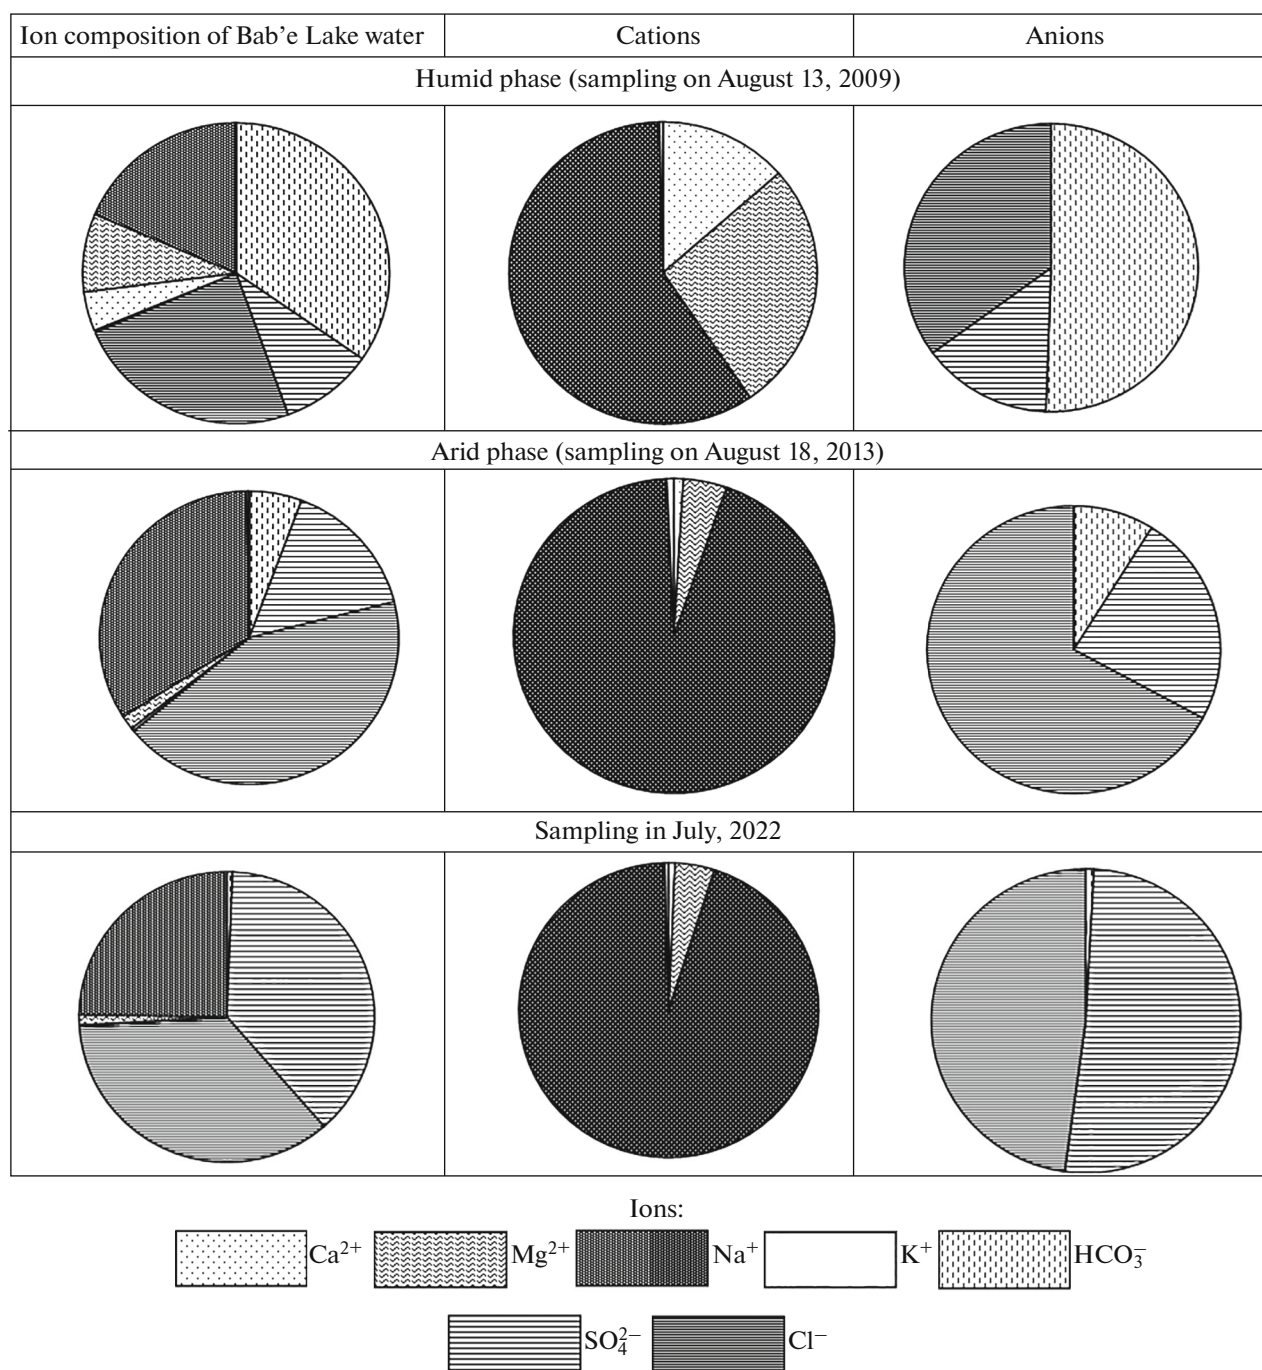 Ion composition of Bab’e Lake water
Cations
Anions
Humid phase (sampling on August 13, 2009)
Arid phase (sampling on August 18, 2013)
Sampling in July, 2022
Ions:
Ca²⁺ Mg²⁺ Na⁺ K⁺ HCO₃⁻
SO₄²⁻ Cl⁻